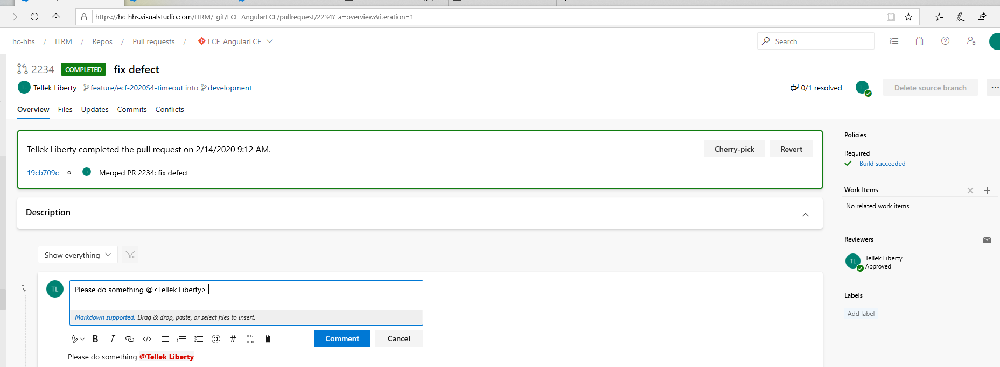 https://hc-hhs.visualstudio.com/ITRM/_git/ECF_AngularECF/pullrequest/2234?_a=overview&iteration=1
hc-hhs / ITRM / Repos / Pull requests / ECF_AngularECF
Search
TL
2234 COMPLETED fix defect
TL Tellek Liberty feature/ecf-2020S4-timeout into development
0/1 resolved TL Delete source branch ...
Overview Files Updates Commits Conflicts
Tellek Liberty completed the pull request on 2/14/2020 9:12 AM.
Cherry-pick Revert
19cb709c TL Merged PR 2234: fix defect
Description
Show everything
TL Please do something @<Tellek Liberty>
Markdown supported. Drag & drop, paste, or select files to insert.
B I </> @ #
Comment Cancel
Please do something @Tellek Liberty
Policies
Required
Build succeeded
Work Items
No related work items
Reviewers
TL Tellek Liberty
Approved
Labels
Add label